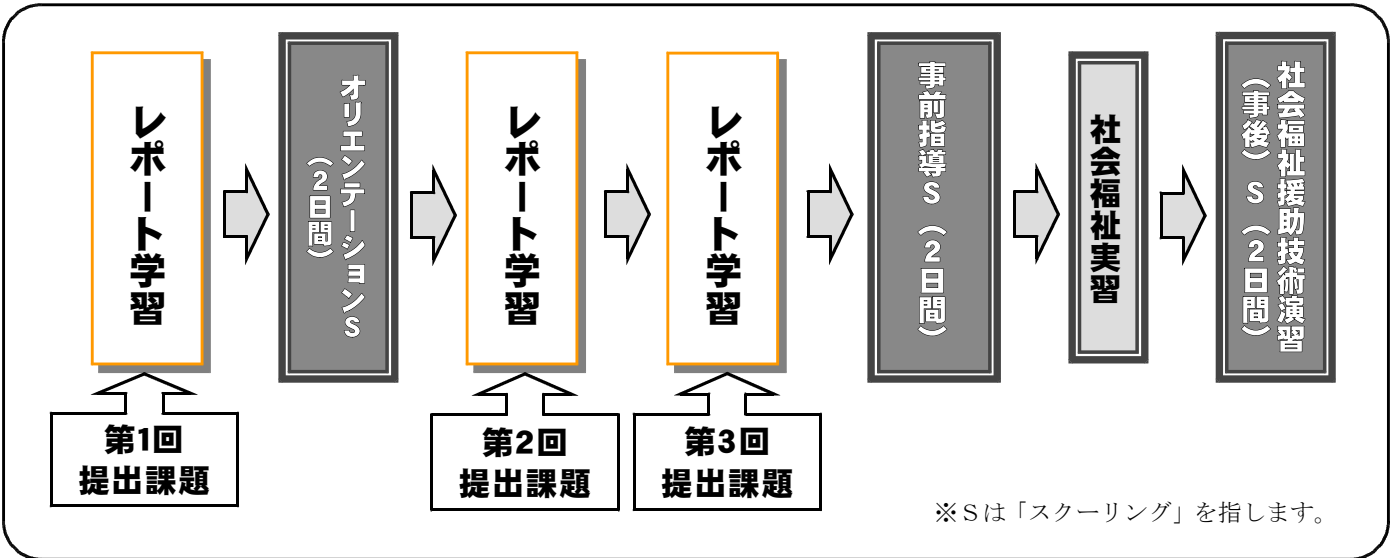 レポート学習
オリエンテーションS
（2日間）
レポート学習
レポート学習
事前指導S（2日間）
社会福祉実習
社会福祉援助技術演習
（事後）S（2日間）
第1回
提出課題
第2回
提出課題
第3回
提出課題
※Sは「スクーリング」を指します。